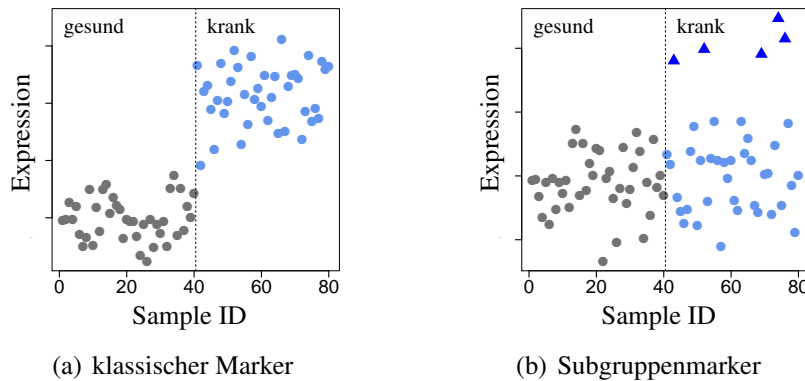 gesund krank
Expression
0 20 40 60 80
Sample ID
(a) klassischer Marker
gesund krank
Expression
0 20 40 60 80
Sample ID
(b) Subgruppenmarker